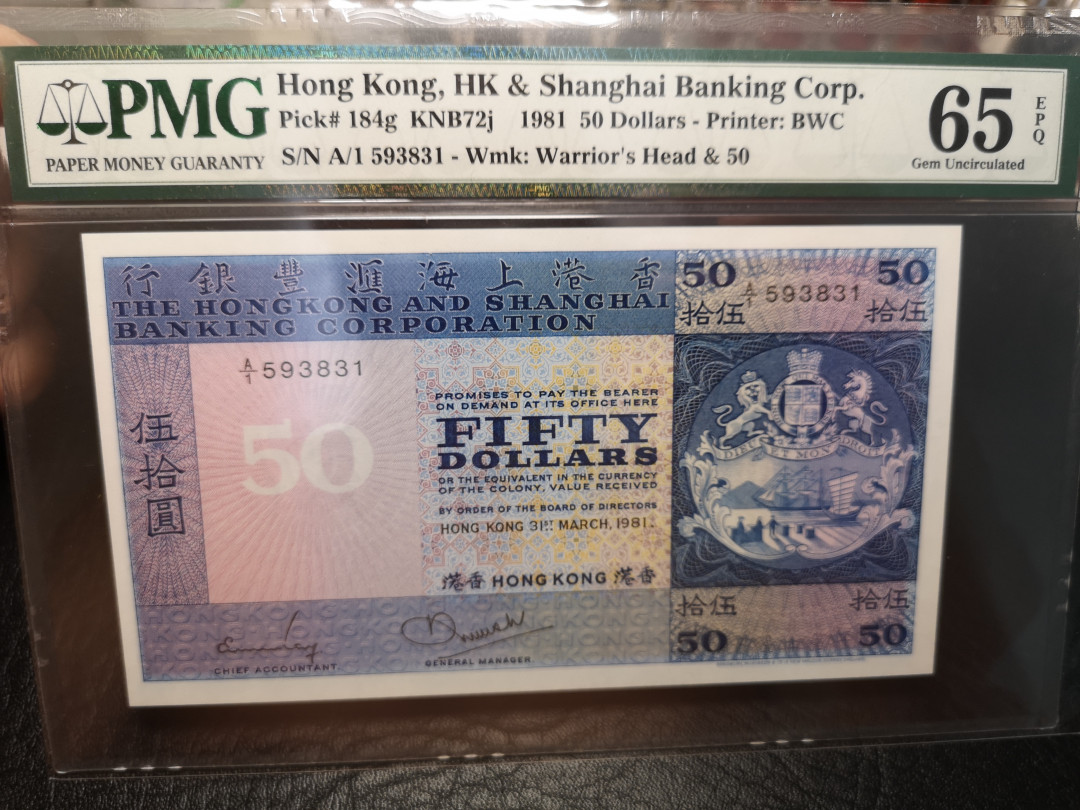 PMG
PAPER MONEY GUARANTY
Hong Kong, HK & Shanghai Banking Corp.
Pick# 184g KNB72j 1981 50 Dollars - Printer: BWC
S/N A/1 593831 - Wmk: Warrior's Head & 50
65
EPQ
Gem Uncirculated
行銀豐滙海上港香
THE HONGKONG AND SHANGHAI
BANKING CORPORATION
50 50
A/1 593831
拾伍 拾伍
A/1 593831
伍拾圓
50
PROMISES TO PAY THE BEARER
ON DEMAND AT ITS OFFICE HERE
FIFTY
DOLLARS
OR THE EQUIVALENT IN THE CURRENCY
OF THE COLONY, VALUE RECEIVED
BY ORDER OF THE BOARD OF DIRECTORS
HONG KONG 31ST MARCH, 1981.
港香 HONG KONG 港香
DIEU ET MON DROIT
CHIEF ACCOUNTANT
GENERAL MANAGER
拾伍 拾伍
50 50